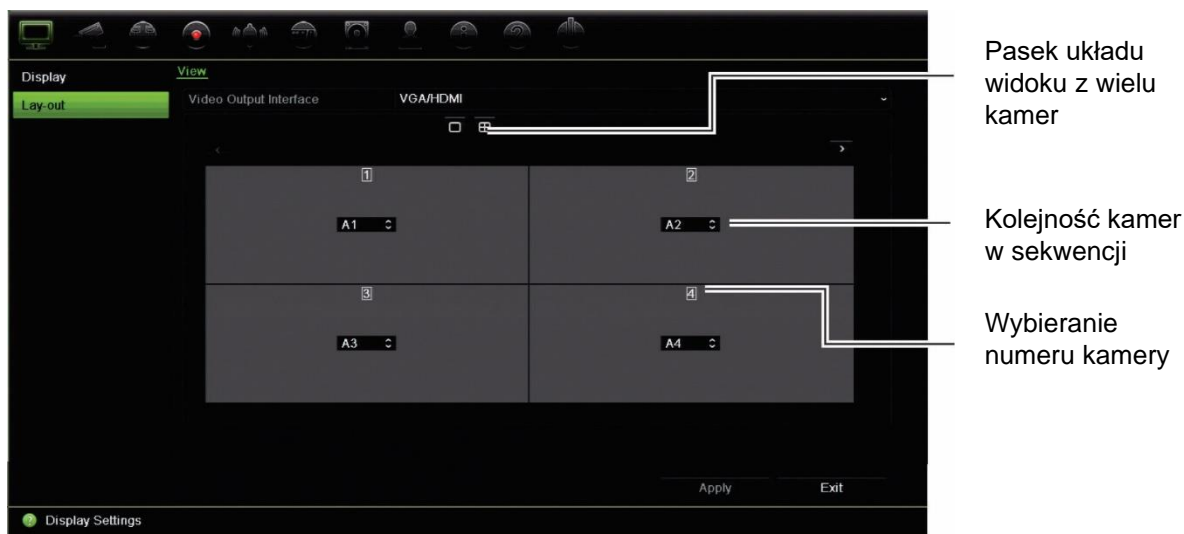 Display
View
Lay-out
Video Output Interface
VGA/HDMI
1
2
A1
A2
3
4
A3
A4
Apply
Exit
Display Settings
Pasek układu
widoku z wielu
kamer
Kolejność kamer
w sekwencji
Wybieranie
numeru kamery